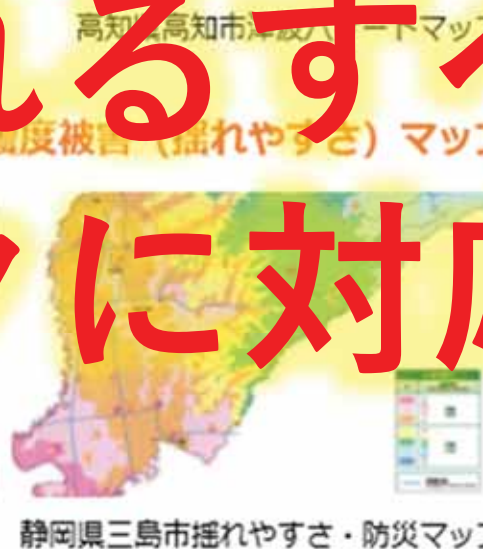 高知県高知市津波ハザードマップ
れるすべ
震度被害（揺れやすさ）マップ
クに対応
静岡県三島市揺れやすさ・防災マップ